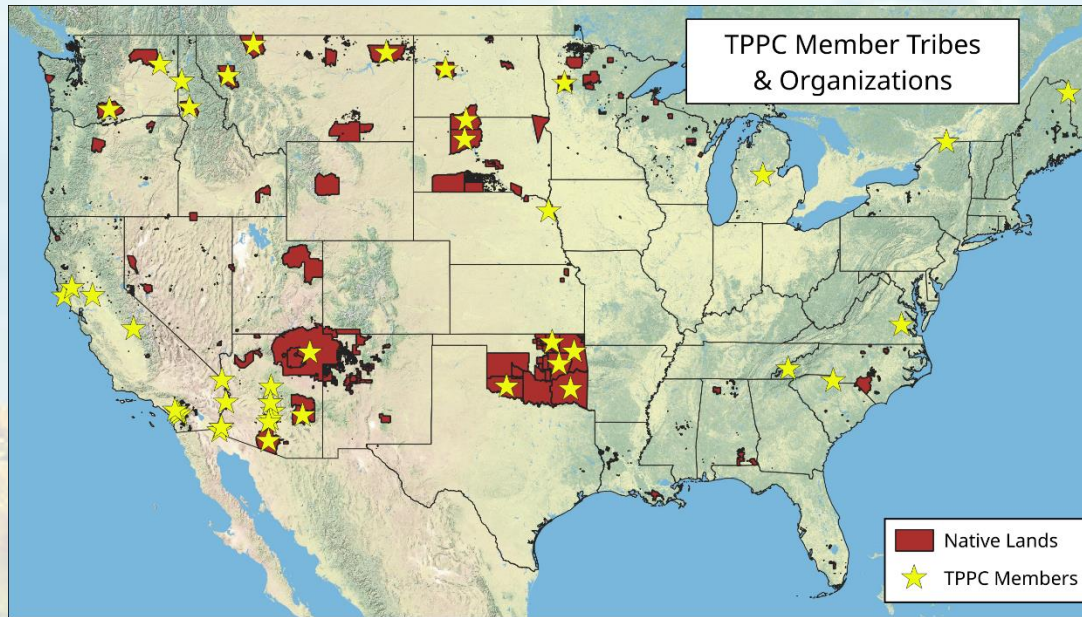 TPPC Member Tribes
& Organizations
Native Lands
TPPC Members